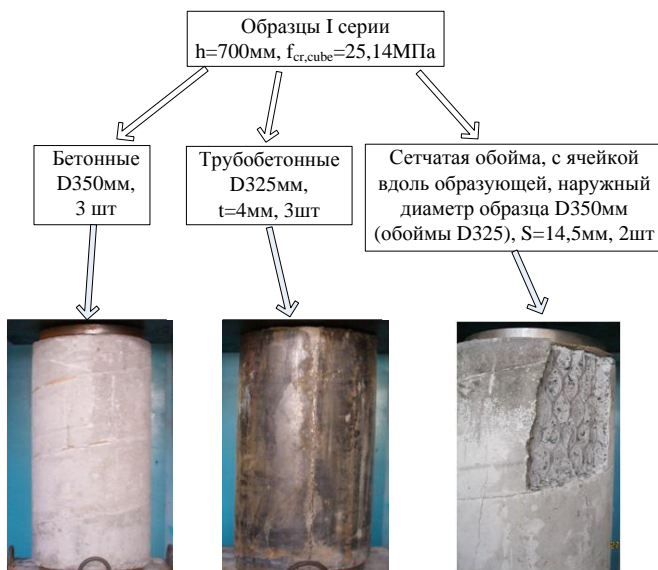 Образцы I серии
h=700мм, fcr,cube=25,14МПа
Бетонные
D350мм,
3 шт
Трубобетонные
D325мм,
t=4мм, 3шт
Сетчатая обойма, с ячейкой
вдоль образующей, наружный
диаметр образца D350мм
(обоймы D325), S=14,5мм, 2шт